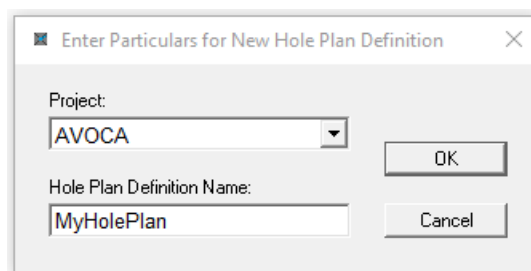 Enter Particulars for New Hole Plan Definition
Project:
AVOCA
OK
Hole Plan Definition Name:
MyHolePlan
Cancel